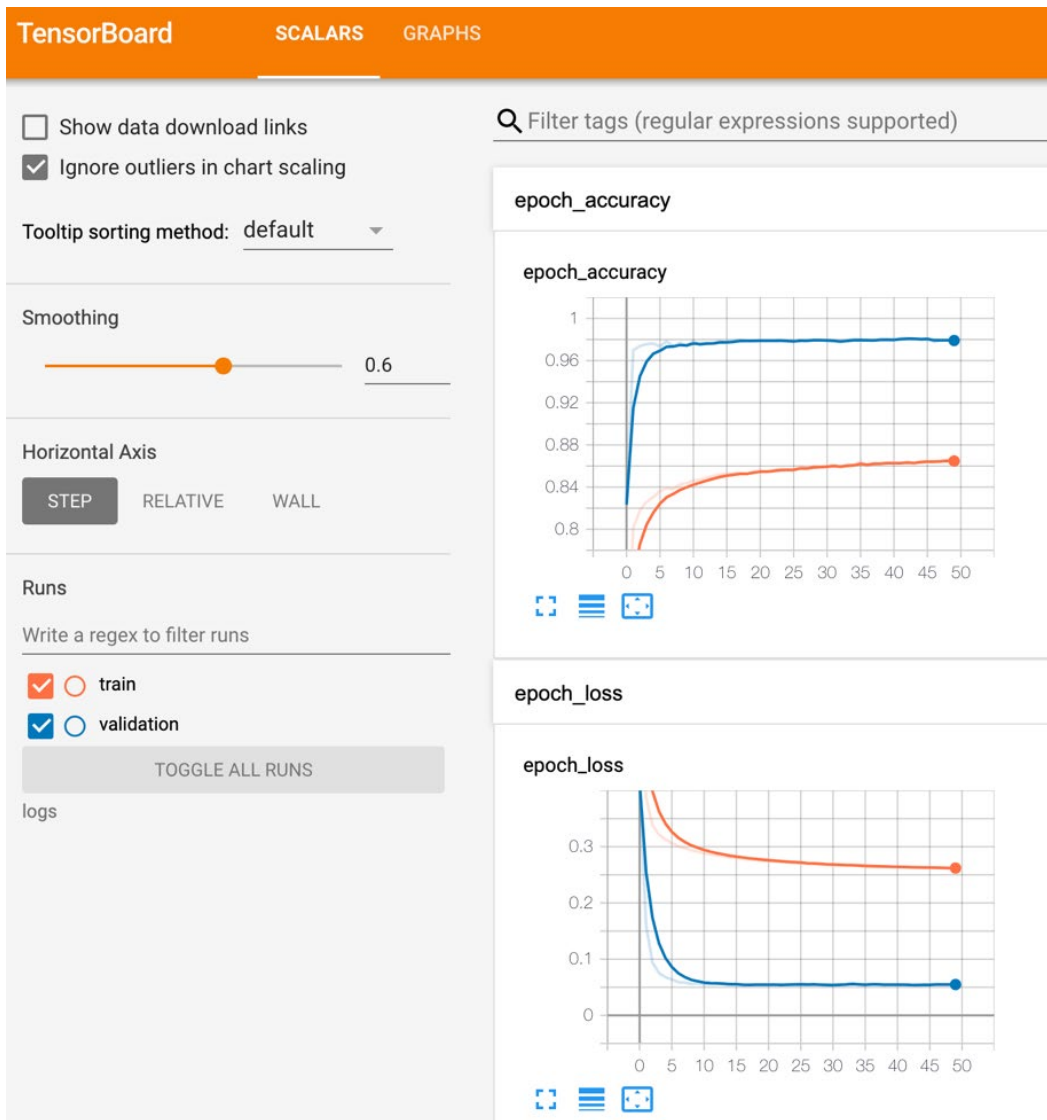 TensorBoard SCALARS GRAPHS
Show data download links
Ignore outliers in chart scaling
Tooltip sorting method: default
Smoothing
0.6
Horizontal Axis
STEP RELATIVE WALL
Runs
Write a regex to filter runs
train
validation
TOGGLE ALL RUNS
logs
Filter tags (regular expressions supported)
epoch_accuracy
epoch_accuracy
1
0.96
0.92
0.88
0.84
0.8
0 5 10 15 20 25 30 35 40 45 50
epoch_loss
epoch_loss
0.3
0.2
0.1
0
0 5 10 15 20 25 30 35 40 45 50